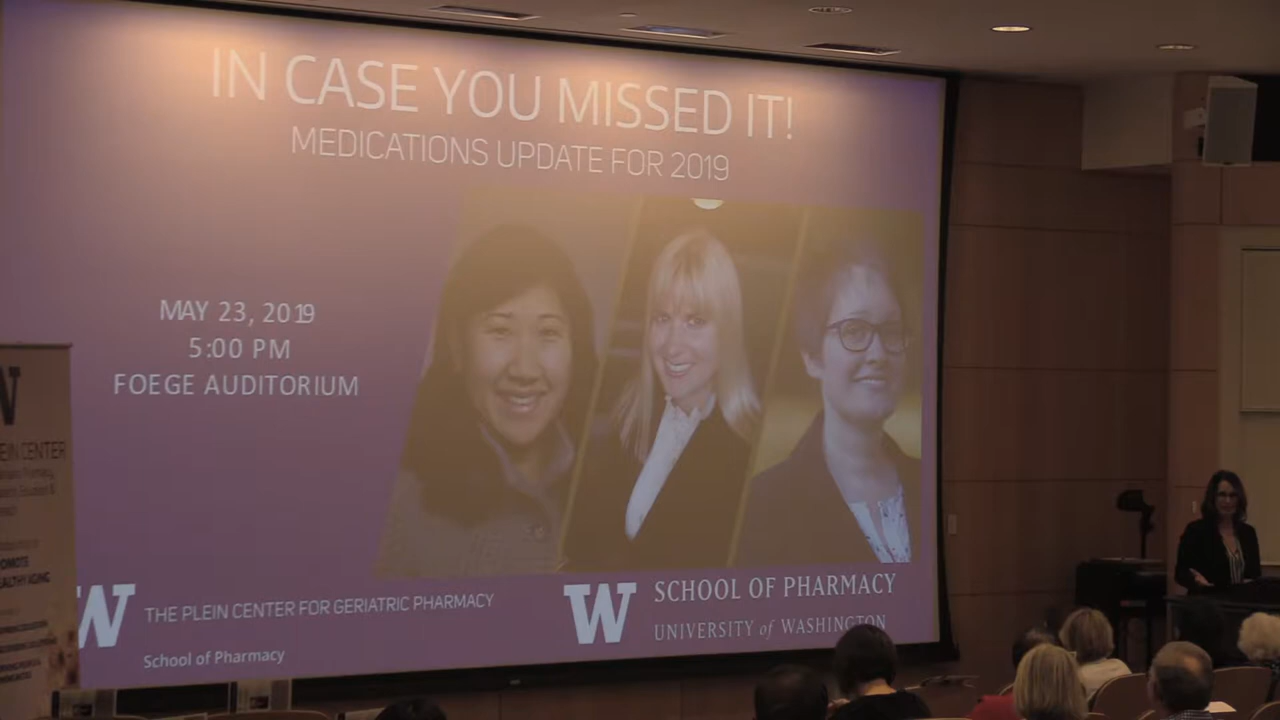 IN CASE YOU MISSED IT!
MEDICATIONS UPDATE FOR 2019
MAY 23, 2019
5:00 PM
FOEGE AUDITORIUM
W
THE PLEIN CENTER FOR GERIATRIC PHARMACY
School of Pharmacy
W
SCHOOL OF PHARMACY
UNIVERSITY of WASHINGTON
W
CENTER